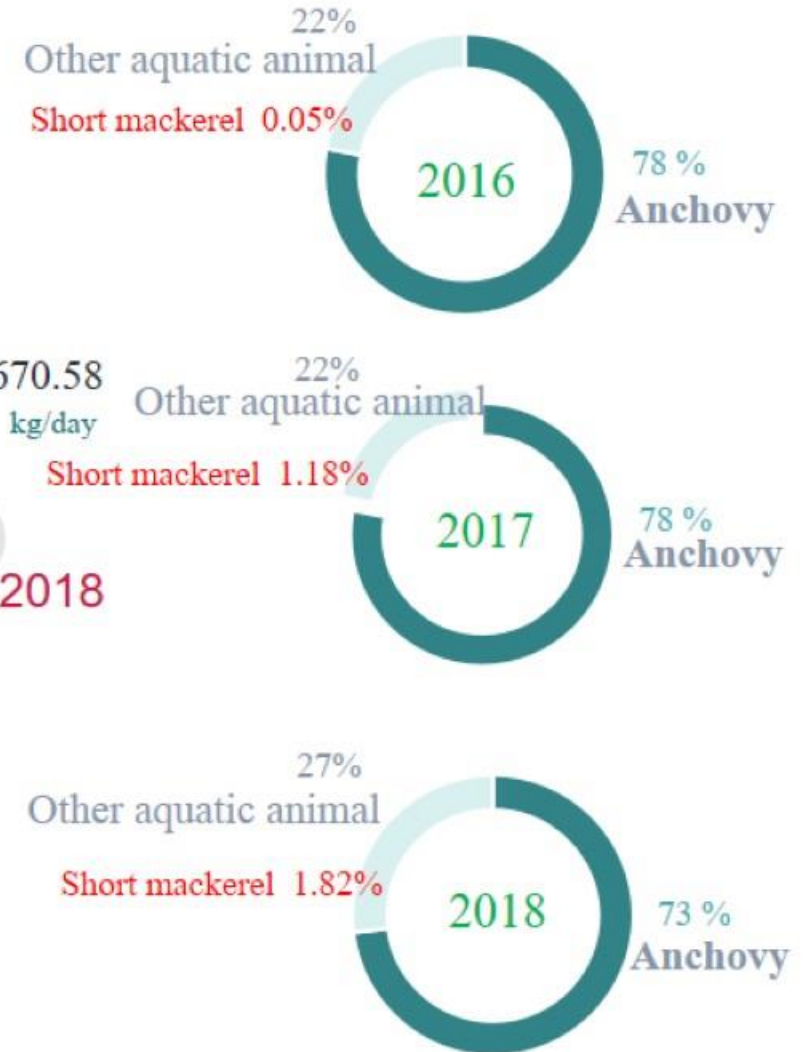 22%
Other aquatic animal
Short mackerel 0.05%
2016
78 %
Anchovy
670.58
kg/day
2018
22%
Other aquatic animal
Short mackerel 1.18%
2017
78 %
Anchovy
27%
Other aquatic animal
Short mackerel 1.82%
2018
73 %
Anchovy